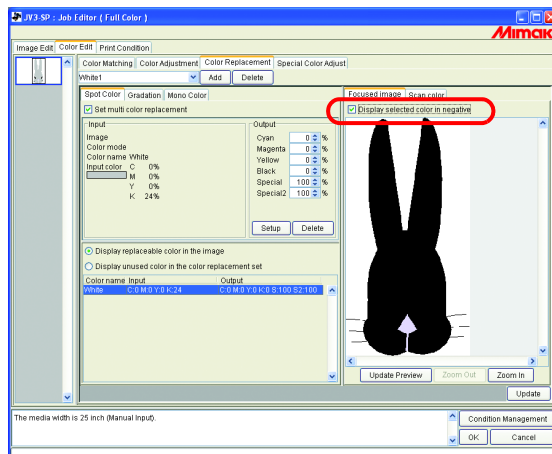 JV3-SP : Job Editor ( Full Color )
Mimak
Image Edit Color Edit Print Condition
Color Matching Color Adjustment Color Replacement Special Color Adjust
White1 Add Delete
Spot Color Gradation Mono Color
Focused image Scan color
Set multi color replacement
Display selected color in negative
Input
Output
Image
Color mode
Color name White
Input color C 0%
M 0%
Y 0%
K 24%
Cyan 0 %
Magenta 0 %
Yellow 0 %
Black 0 %
Special 100 %
Special2 100 %
Setup Delete
Display replaceable color in the image
Display unused color in the color replacement set
Color name Input Output
White C:0 M:0 Y:0 K:24 C:0 M:0 Y:0 K:0 S:100 S2:100
Update Preview Zoom Out Zoom In
Update
The media width is 25 inch (Manual Input).
Condition Management
OK Cancel